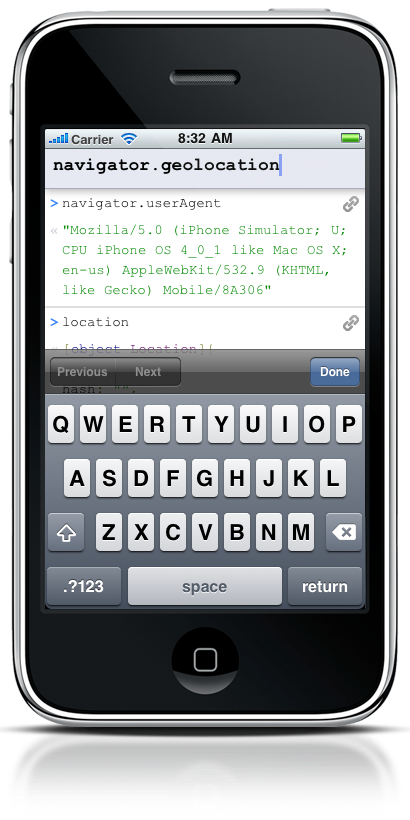 Carrier 8:32 AM
navigator.geolocation
> navigator.userAgent
« "Mozilla/5.0 (iPhone Simulator; U;
CPU iPhone OS 4_0_1 like Mac OS X;
en-us) AppleWebKit/532.9 (KHTML,
like Gecko) Mobile/8A306"
> location
« [object Location]{
Previous Next Done
hash: "",
Q W E R T Y U I O P
A S D F G H J K L
Z X C V B N M
.?123 space return